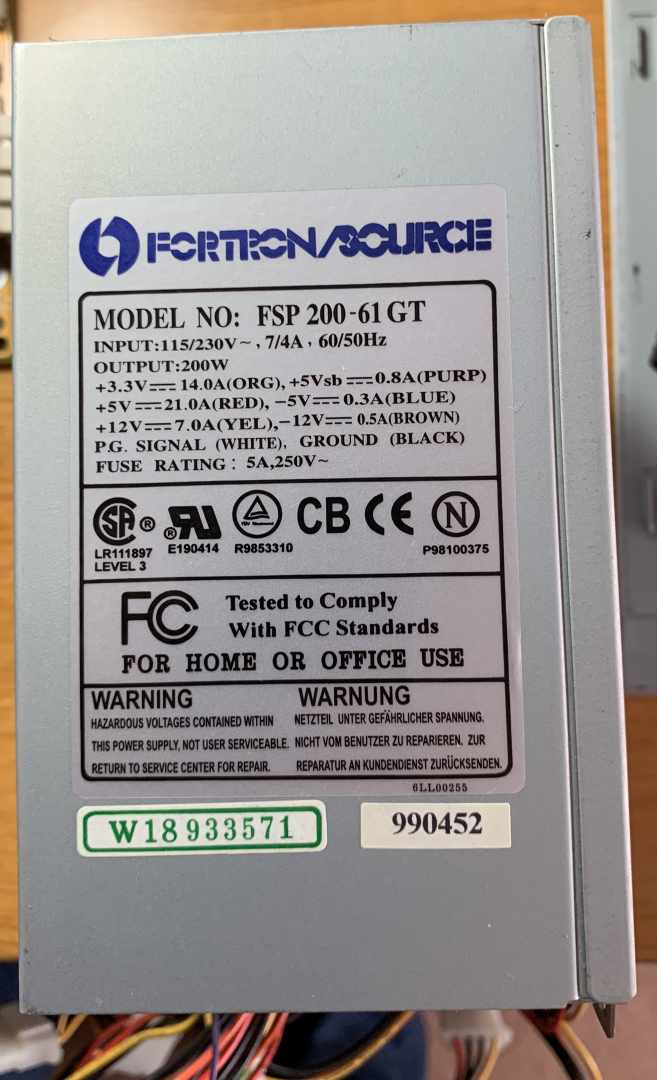 FORTRON/SOURCE
MODEL NO: FSP 200-61 GT
INPUT:115/230V~, 7/4A, 60/50Hz
OUTPUT:200W
+3.3V⎓14.0A(ORG), +5Vsb⎓0.8A(PURP)
+5V⎓21.0A(RED), -5V⎓0.3A(BLUE)
+12V⎓7.0A(YEL),-12V⎓0.5A(BROWN)
P.G. SIGNAL (WHITE), GROUND (BLACK)
FUSE RATING: 5A,250V~
SA ® ® RU CB CE N
LR111897 E190414 R9853310 P98100375
LEVEL 3
FC Tested to Comply
With FCC Standards
FOR HOME OR OFFICE USE
WARNING
HAZARDOUS VOLTAGES CONTAINED WITHIN
THIS POWER SUPPLY, NOT USER SERVICEABLE.
RETURN TO SERVICE CENTER FOR REPAIR.
WARNUNG
NETZTEIL UNTER GEFÄHRLICHER SPANNUNG.
NICHT VOM BENUTZER ZU REPARIEREN. ZUR
REPARATUR AN KUNDENDIENST ZURÜCKSENDEN.
6LL00255
W18933571
990452